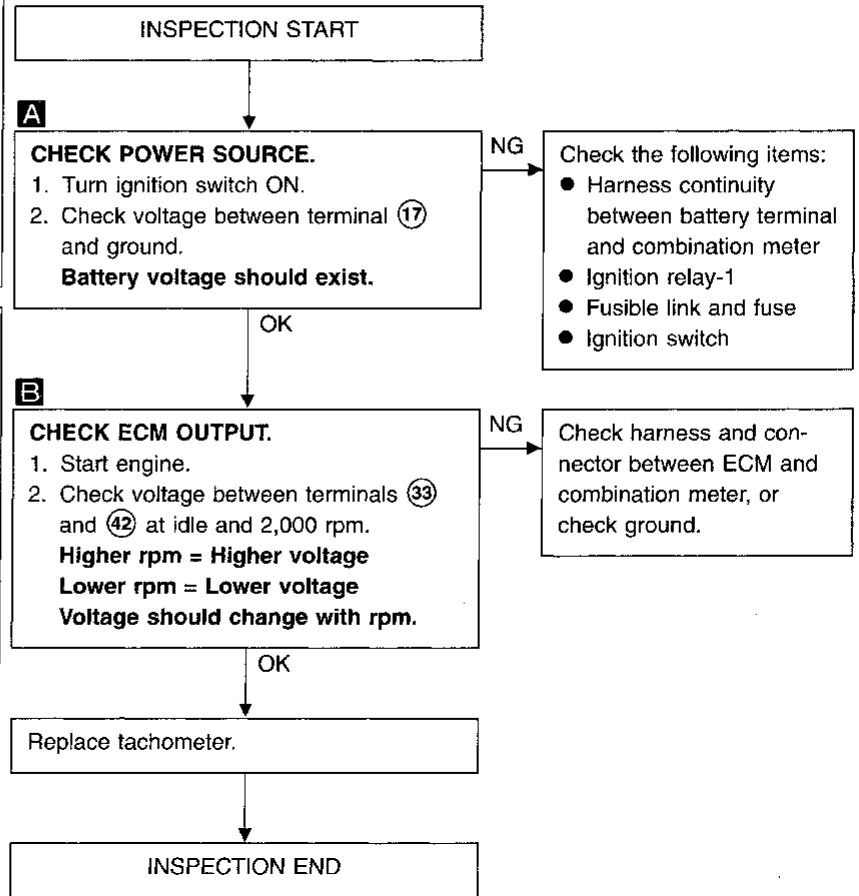 INSPECTION START
A
CHECK POWER SOURCE.
1. Turn ignition switch ON.
2. Check voltage between terminal ⑰
and ground.
Battery voltage should exist.
NG
Check the following items:
● Harness continuity
between battery terminal
and combination meter
● Ignition relay-1
● Fusible link and fuse
● Ignition switch
OK
B
CHECK ECM OUTPUT.
1. Start engine.
2. Check voltage between terminals ㉝
and ㊷ at idle and 2,000 rpm.
Higher rpm = Higher voltage
Lower rpm = Lower voltage
Voltage should change with rpm.
NG
Check harness and con-
nector between ECM and
combination meter, or
check ground.
OK
Replace tachometer.
INSPECTION END